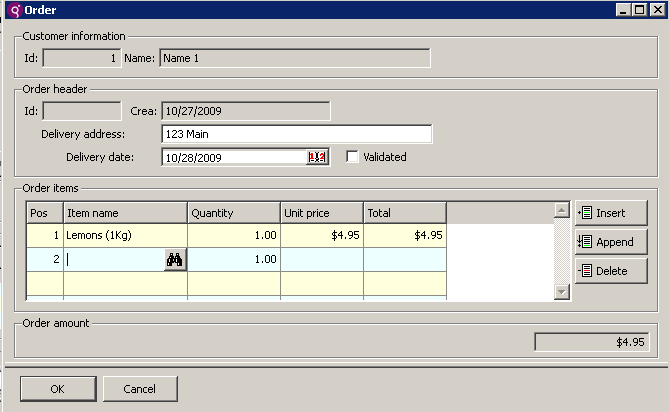 Order
Customer information
Id: 1 Name: Name 1
Order header
Id: Crea: 10/27/2009
Delivery address: 123 Main
Delivery date: 10/28/2009 Validated
Order items
Pos Item name Quantity Unit price Total
1 Lemons (1Kg) 1.00 $4.95 $4.95
2 1.00
Insert
Append
Delete
Order amount
$4.95
OK Cancel